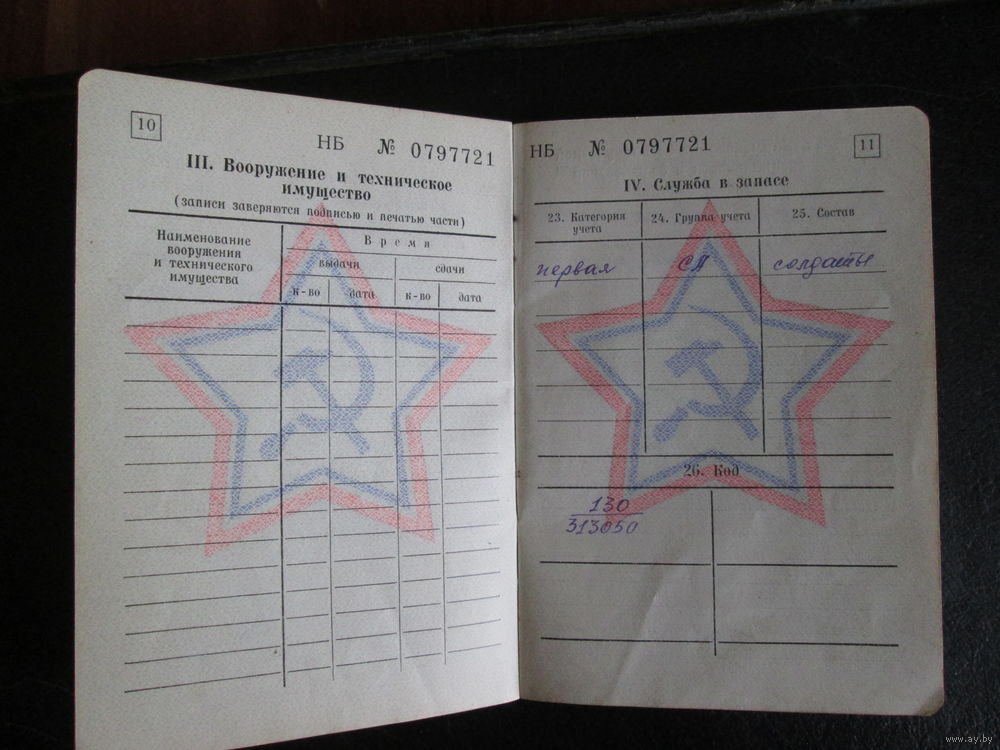 10
НБ № 0797721
III. Вооружение и техническое
имущество
(записи заверяются подписью и печатью части)
Наименование
вооружения
и технического
имущества
Время
выдачи
сдачи
к-во
дата
к-во
дата
НБ № 0797721
11
IV. Служба в запасе
23. Категория
учета
24. Группа учета
25. Состав
первая
СА
солдаты
26. Код
130
313050
www.ay.by